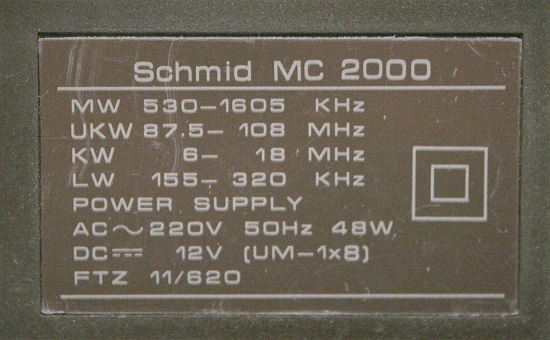 Schmid MC 2000
MW 530-1605 KHz
UKW 87.5- 108 MHz
KW 6- 18 MHz
LW 155- 320 KHz
POWER SUPPLY
AC~220V 50Hz 48W
DC⎓ 12V (UM-1x8)
FTZ 11/620